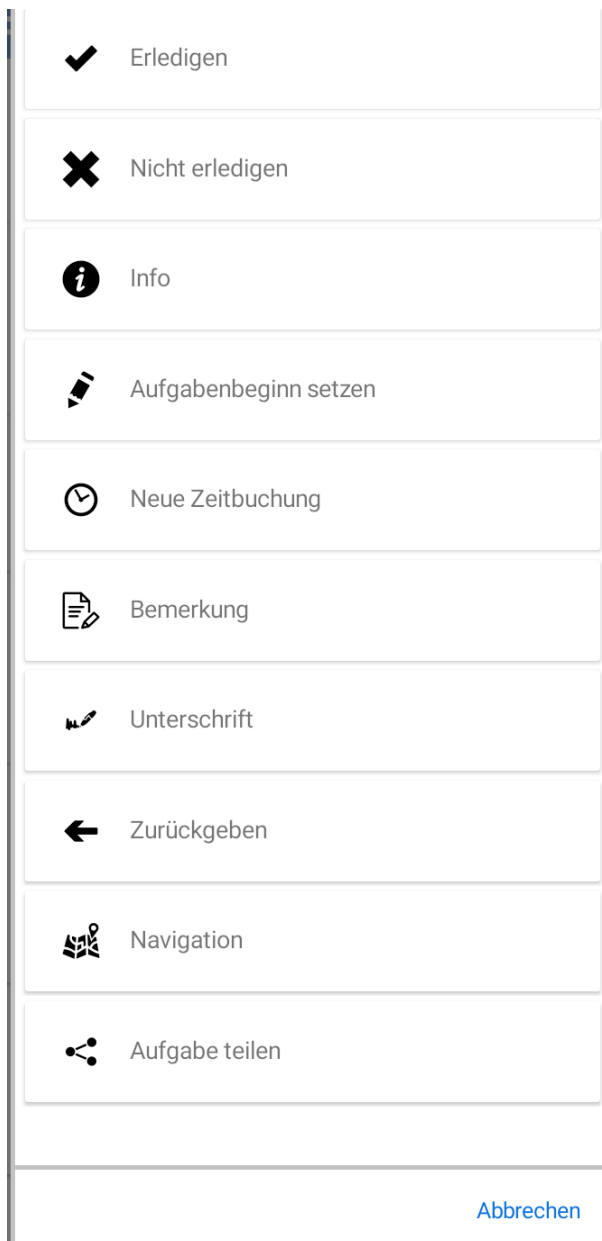 Erledigen
Nicht erledigen
Info
Aufgabenbeginn setzen
Neue Zeitbuchung
Bemerkung
Unterschrift
Zurückgeben
Navigation
Aufgabe teilen
Abbrechen